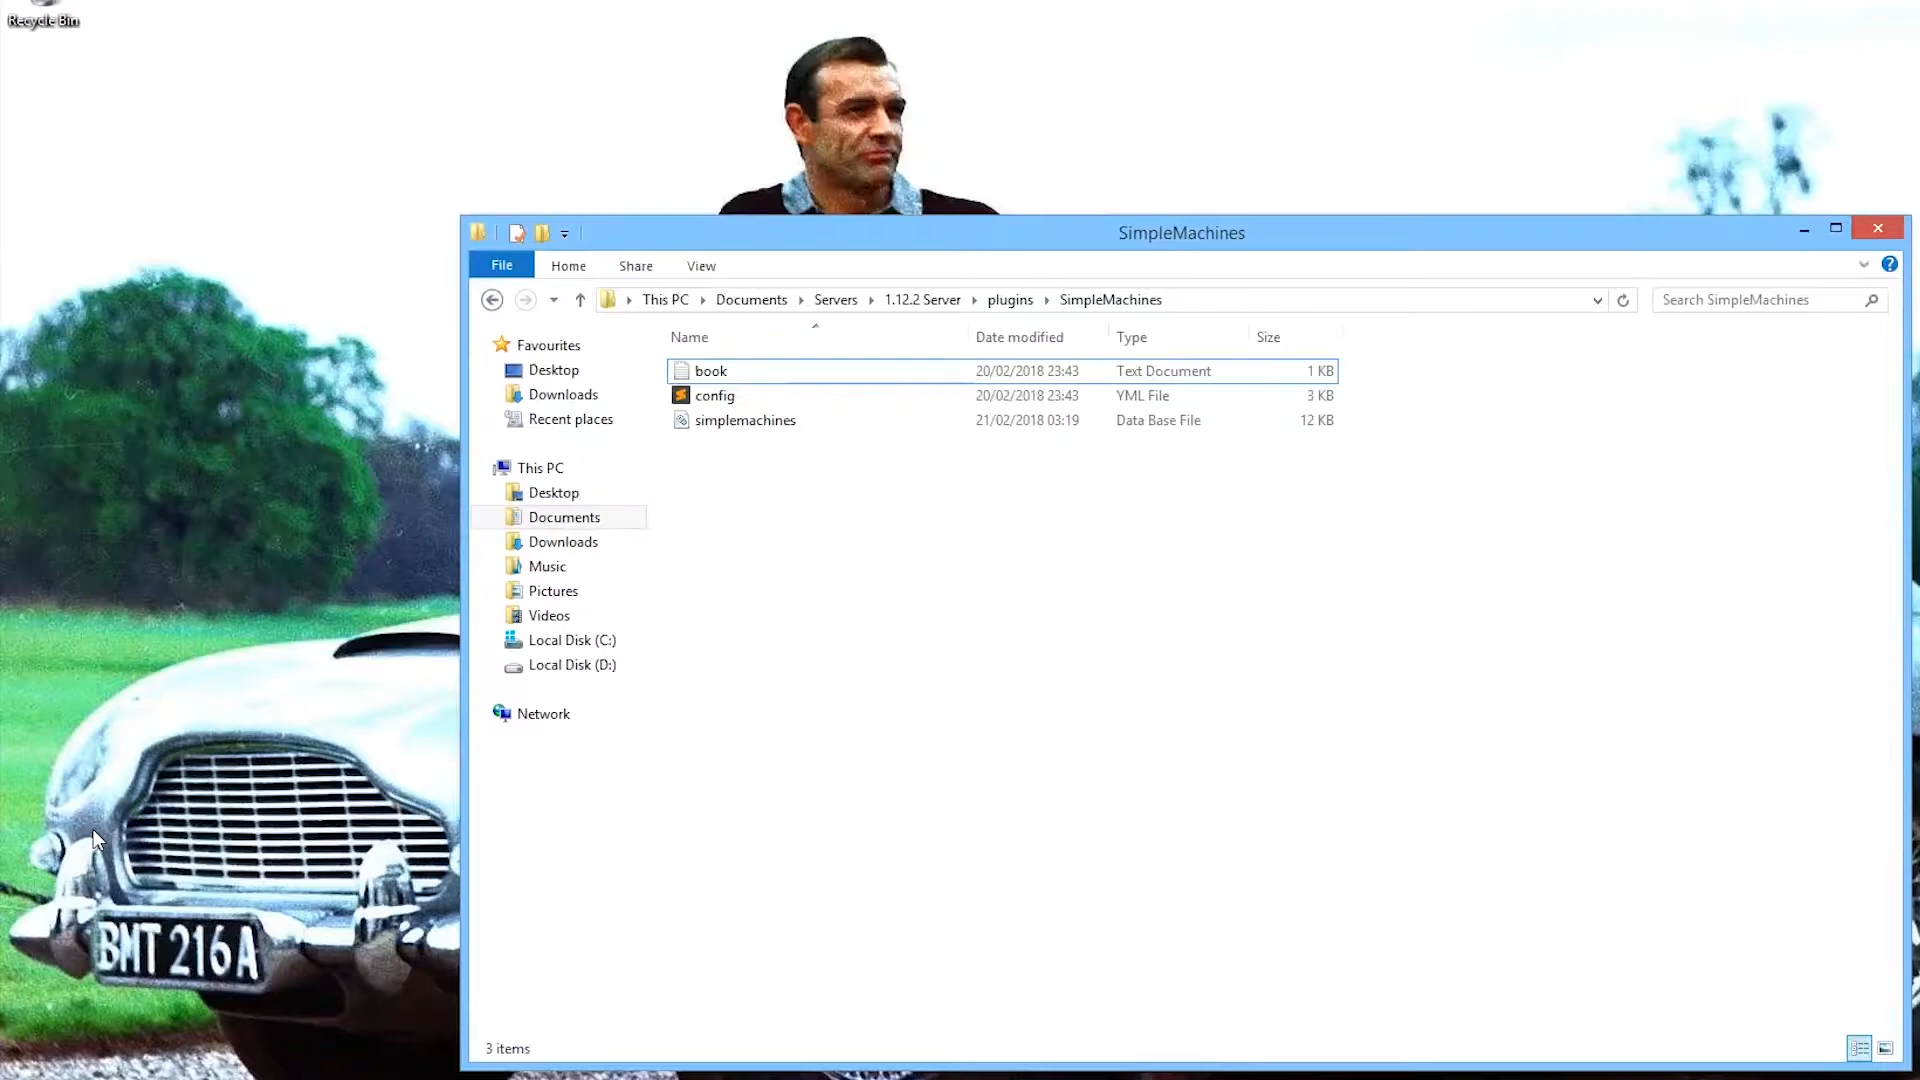 Recycle Bin
SimpleMachines
File Home Share View
This PC Documents Servers 1.12.2 Server plugins SimpleMachines
Search SimpleMachines
Name Date modified Type Size
book 20/02/2018 23:43 Text Document 1 KB
config 20/02/2018 23:43 YML File 3 KB
simplemachines 21/02/2018 03:19 Data Base File 12 KB
Favourites
Desktop
Downloads
Recent places
This PC
Desktop
Documents
Downloads
Music
Pictures
Videos
Local Disk (C:)
Local Disk (D:)
Network
BMT 216A
3 items